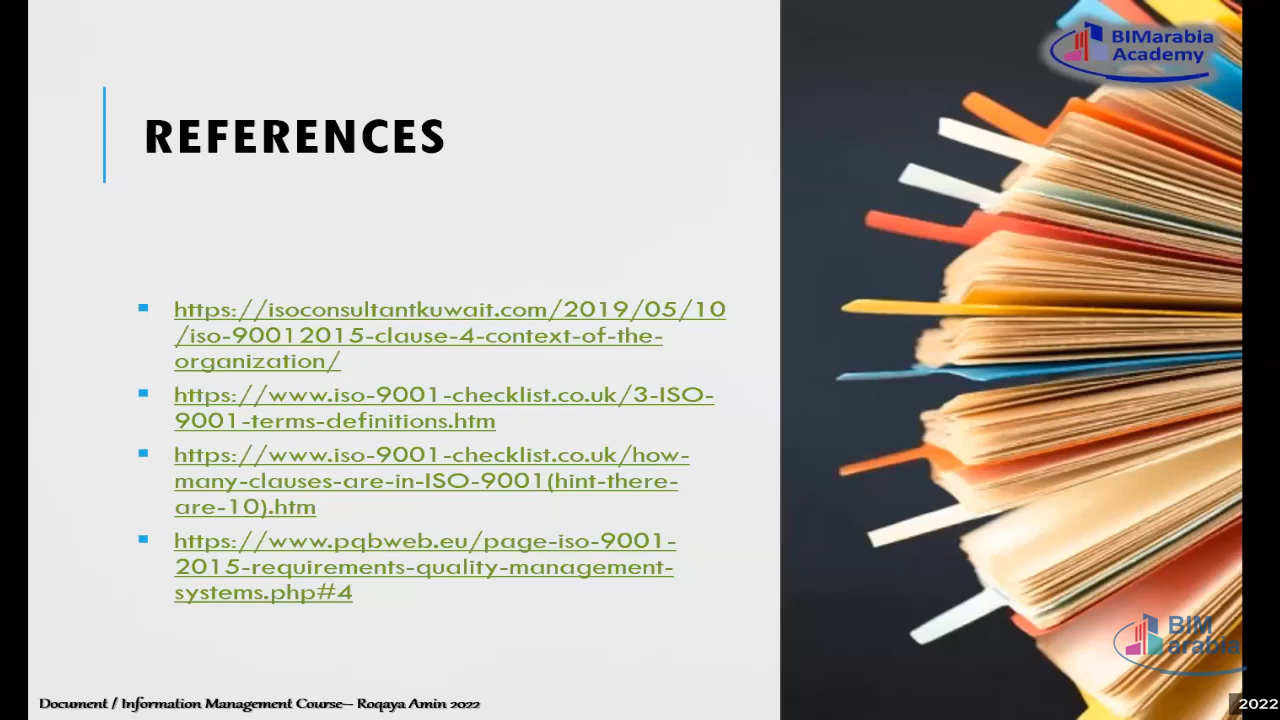 BIMarabia
Academy
REFERENCES
https://isoconsultantkuwait.com/2019/05/10
/iso-90012015-clause-4-context-of-the-
organization/
https://www.iso-9001-checklist.co.uk/3-ISO-
9001-terms-definitions.htm
https://www.iso-9001-checklist.co.uk/how-
many-clauses-are-in-ISO-9001(hint-there-
are-10).htm
https://www.pqbweb.eu/page-iso-9001-
2015-requirements-quality-management-
systems.php#4
BIM
arabia
Document / Information Management Course– Roqaya Amin 2022
2022